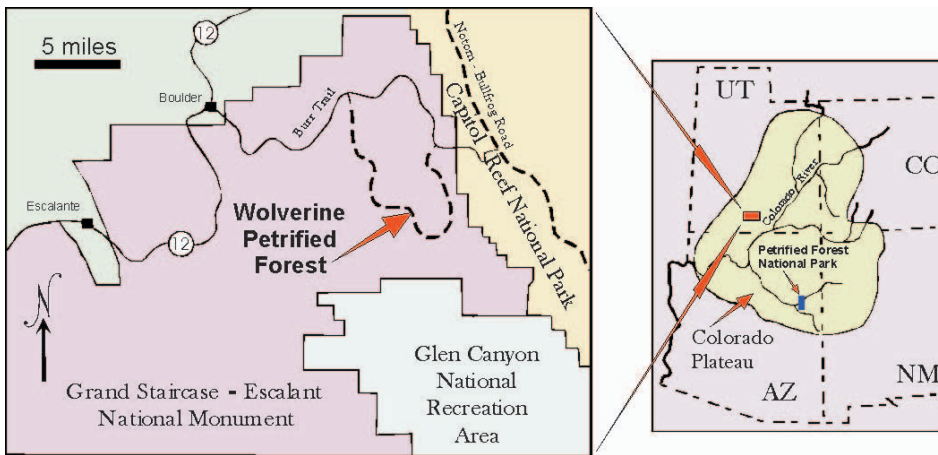 5 miles
12
Boulder
Burr Trail
Notom - Bullfrog Road
Capitol Reef National Park
Escalante
12
Wolverine
Petrified
Forest
N
Grand Staircase - Escalant
National Monument
Glen Canyon
National
Recreation
Area
UT
CO
Colorado River
Petrified Forest
National Park
Colorado
Plateau
AZ
NM